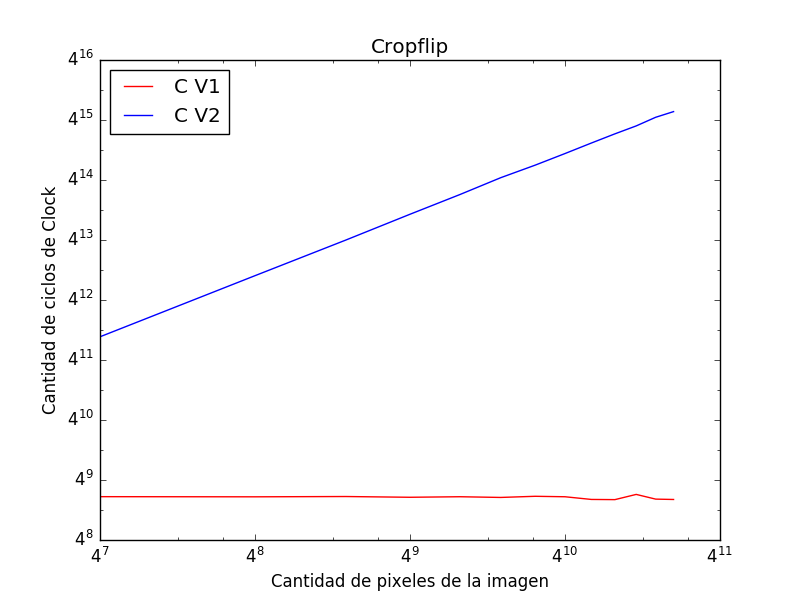 Cropflip
C V1
C V2
4^16
4^15
4^14
4^13
4^12
4^11
4^10
4^9
4^8
Cantidad de ciclos de Clock
4^7 4^8 4^9 4^10 4^11
Cantidad de pixeles de la imagen